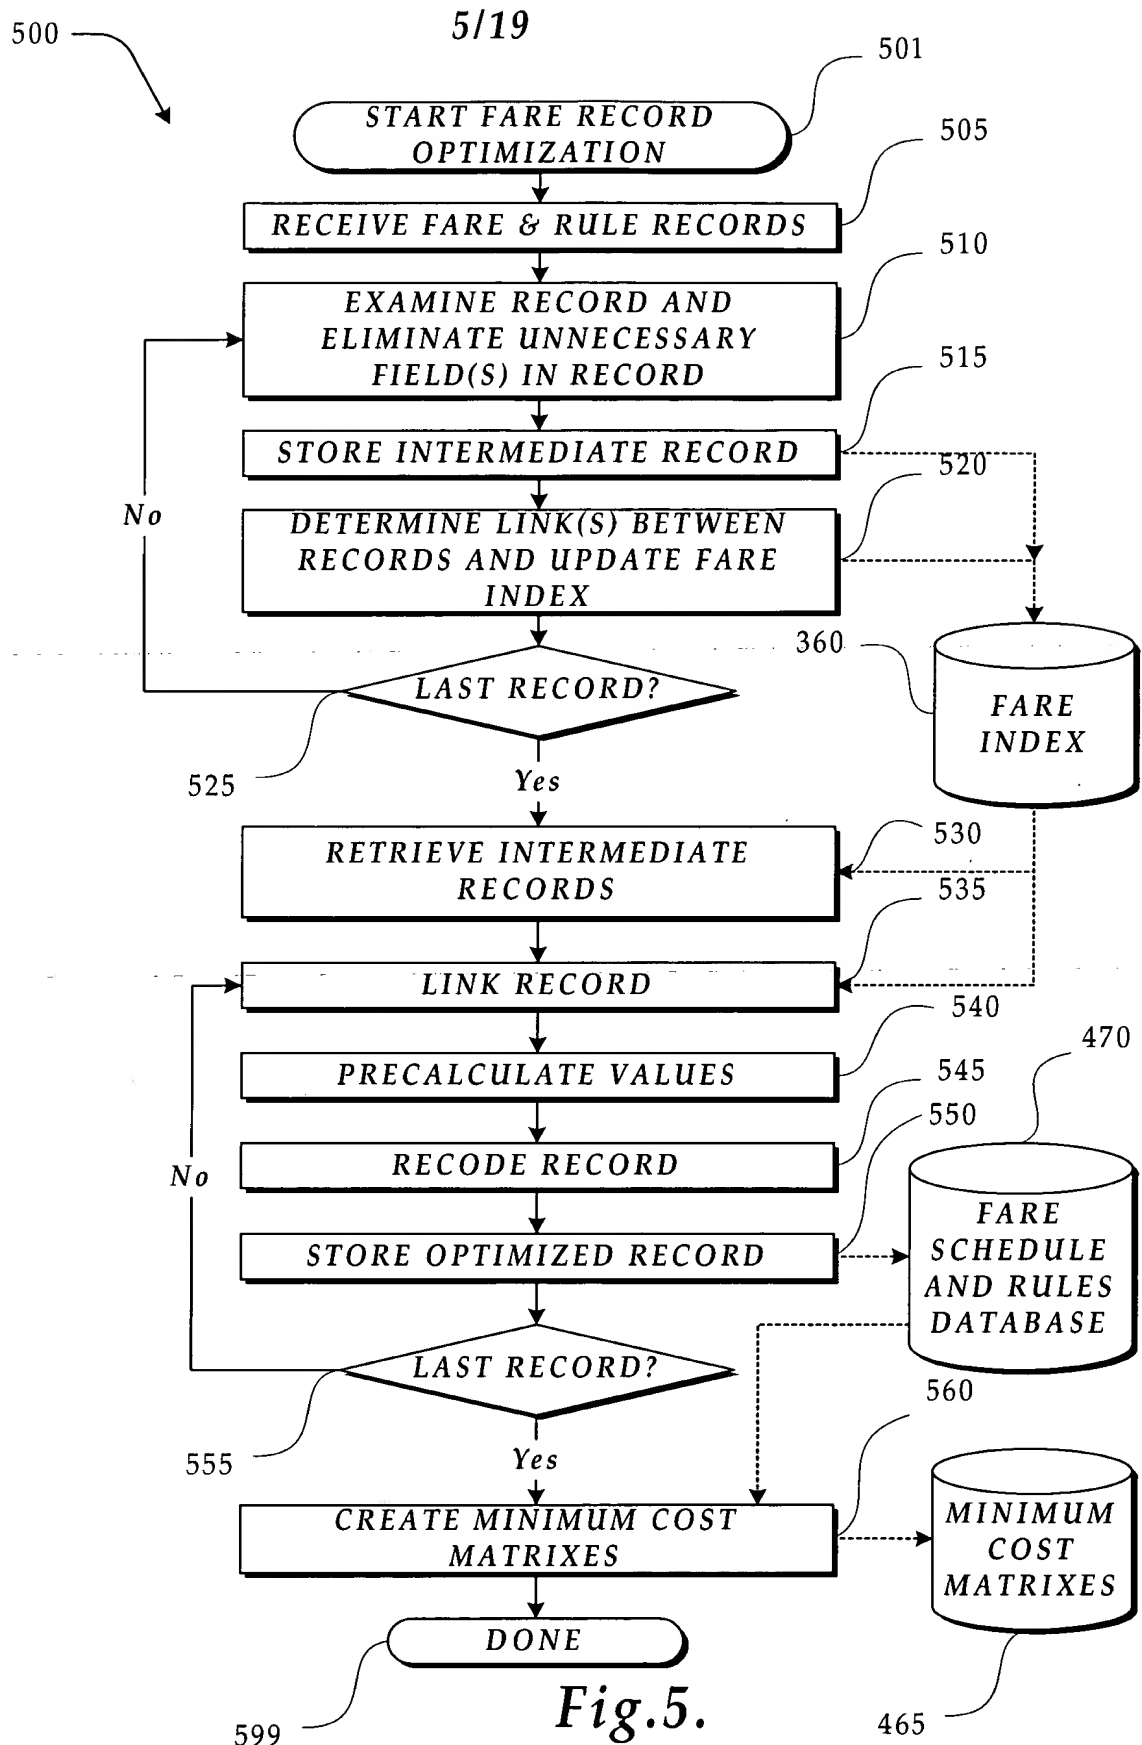 5/19
500
501
START FARE RECORD
OPTIMIZATION
505
RECEIVE FARE & RULE RECORDS
510
EXAMINE RECORD AND
ELIMINATE UNNECESSARY
FIELD(S) IN RECORD
515
STORE INTERMEDIATE RECORD
520
No
DETERMINE LINK(S) BETWEEN
RECORDS AND UPDATE FARE
INDEX
360
LAST RECORD?
FARE
INDEX
525
Yes
530
RETRIEVE INTERMEDIATE
RECORDS
535
LINK RECORD
540
470
PRECALCULATE VALUES
545
550
No
RECODE RECORD
STORE OPTIMIZED RECORD
FARE
SCHEDULE
AND RULES
DATABASE
LAST RECORD?
560
555
Yes
CREATE MINIMUM COST
MATRIXES
MINIMUM
COST
MATRIXES
DONE
599
Fig.5.
465